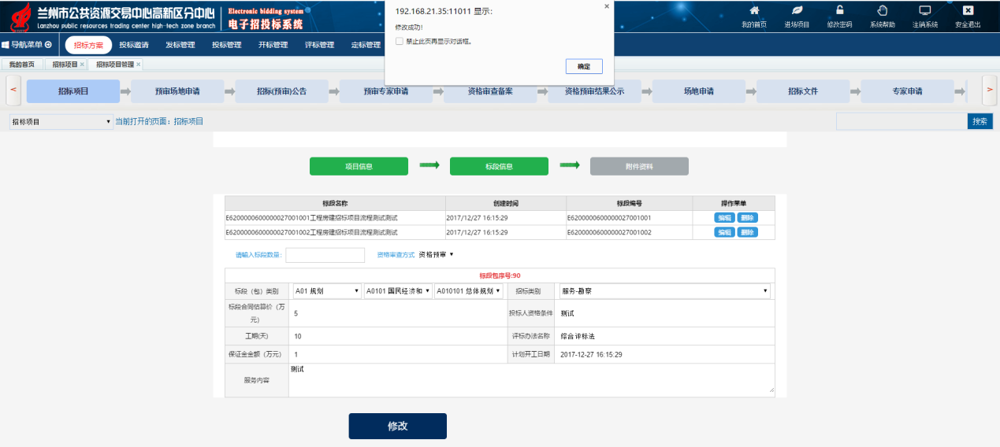 兰州市公共资源交易中心高新区分中心
Lanzhou public resources trading center high-tech zone branch
Electronic bidding system
电子招投标系统
192.168.21.35:11011 显示：
修改成功！
禁止此页再显示对话框。
确定
我的首页 进场项目 修改密码 系统帮助 注销系统 安全退出
导航菜单 招标方案 投标邀请 发标管理 投标管理 开标管理 评标管理 定标管理
我的首页 招标项目 × 招标项目管理 ×
< 招标项目 预审场地申请 招标(预审)公告 预审专家申请 资格审查备案 资格预审结果公示 场地申请 招标文件 专家申请 >
招标项目 当前打开的页面：招标项目 搜索
项目信息 标段信息 附件资料
标段名称 创建时间 标段编号 操作菜单
E6200000600000027001001工程房建招标项目流程测试测试 2017/12/27 16:15:29 E6200000600000027001001 编辑 删除
E6200000600000027001002工程房建招标项目流程测试测试 2017/12/27 16:15:29 E6200000600000027001002 编辑 删除
请输入标段数量： 资格审查方式 资格预审
标段包序号:90
标段（包）类别 A01 规划 A0101 国民经济和 A010101 总体规划 招标类别 服务-勘察
标段合同估算价（万元） 5 投标人资格条件 测试
工期(天) 10 评标办法名称 综合评标法
保证金金额（万元） 1 计划开工日期 2017-12-27 16:15:29
服务内容 测试
修改